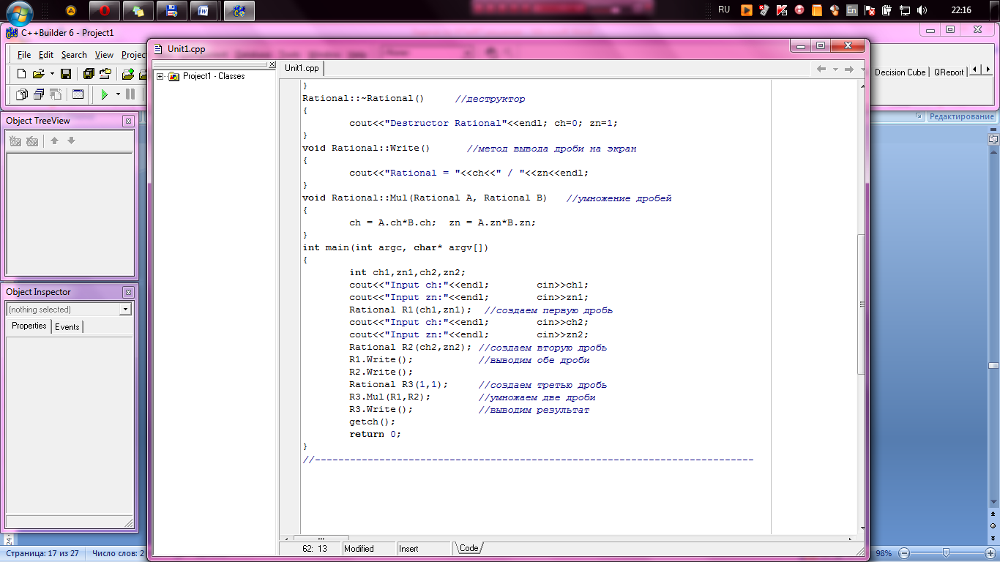 RU
En
22:16
C++Builder 6 - Project1
File Edit Search View Projec
Decision Cube QReport
Unit1.cpp
Project1 - Classes
Unit1.cpp
Object TreeView
Редактирование
Object Inspector
(nothing selected)
Properties Events
}
Rational::~Rational() //деструктор
{
cout<<"Destructor Rational"<<endl; ch=0; zn=1;
}
void Rational::Write() //метод вывода дроби на экран
{
cout<<"Rational = "<<ch<<" / "<<zn<<endl;
}
void Rational::Mul(Rational A, Rational B) //умножение дробей
{
ch = A.ch*B.ch; zn = A.zn*B.zn;
}
int main(int argc, char* argv[])
{
int ch1,zn1,ch2,zn2;
cout<<"Input ch:"<<endl; cin>>ch1;
cout<<"Input zn:"<<endl; cin>>zn1;
Rational R1(ch1,zn1); //создаем первую дробь
cout<<"Input ch:"<<endl; cin>>ch2;
cout<<"Input zn:"<<endl; cin>>zn2;
Rational R2(ch2,zn2); //создаем вторую дробь
R1.Write(); //выводим обе дроби
R2.Write();
Rational R3(1,1); //создаем третью дробь
R3.Mul(R1,R2); //умножаем две дроби
R3.Write(); //выводим результат
getch();
return 0;
}
//---------------------------------------------------------------------------
62: 13 Modified Insert Code
Страница: 17 из 27 Число слов: 2
98%